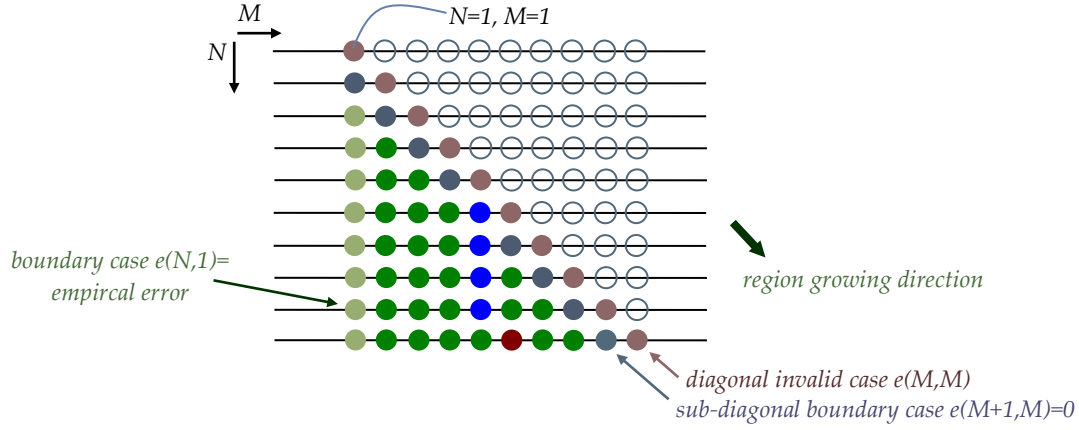 M
N=1, M=1
N
boundary case e(N,1)=
empircal error
region growing direction
diagonal invalid case e(M,M)
sub-diagonal boundary case e(M+1,M)=0